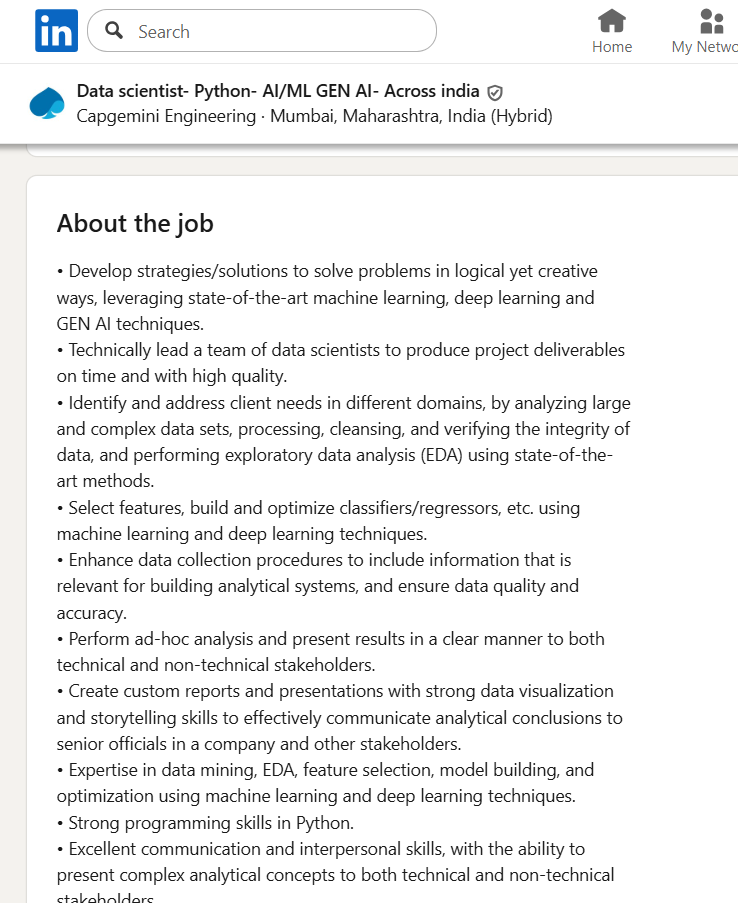 in
Search
Home
My Netwo
Data scientist- Python- AI/ML GEN AI- Across india
Capgemini Engineering · Mumbai, Maharashtra, India (Hybrid)
About the job
• Develop strategies/solutions to solve problems in logical yet creative
ways, leveraging state-of-the-art machine learning, deep learning and
GEN AI techniques.
• Technically lead a team of data scientists to produce project deliverables
on time and with high quality.
• Identify and address client needs in different domains, by analyzing large
and complex data sets, processing, cleansing, and verifying the integrity of
data, and performing exploratory data analysis (EDA) using state-of-the-
art methods.
• Select features, build and optimize classifiers/regressors, etc. using
machine learning and deep learning techniques.
• Enhance data collection procedures to include information that is
relevant for building analytical systems, and ensure data quality and
accuracy.
• Perform ad-hoc analysis and present results in a clear manner to both
technical and non-technical stakeholders.
• Create custom reports and presentations with strong data visualization
and storytelling skills to effectively communicate analytical conclusions to
senior officials in a company and other stakeholders.
• Expertise in data mining, EDA, feature selection, model building, and
optimization using machine learning and deep learning techniques.
• Strong programming skills in Python.
• Excellent communication and interpersonal skills, with the ability to
present complex analytical concepts to both technical and non-technical
stakeholders.